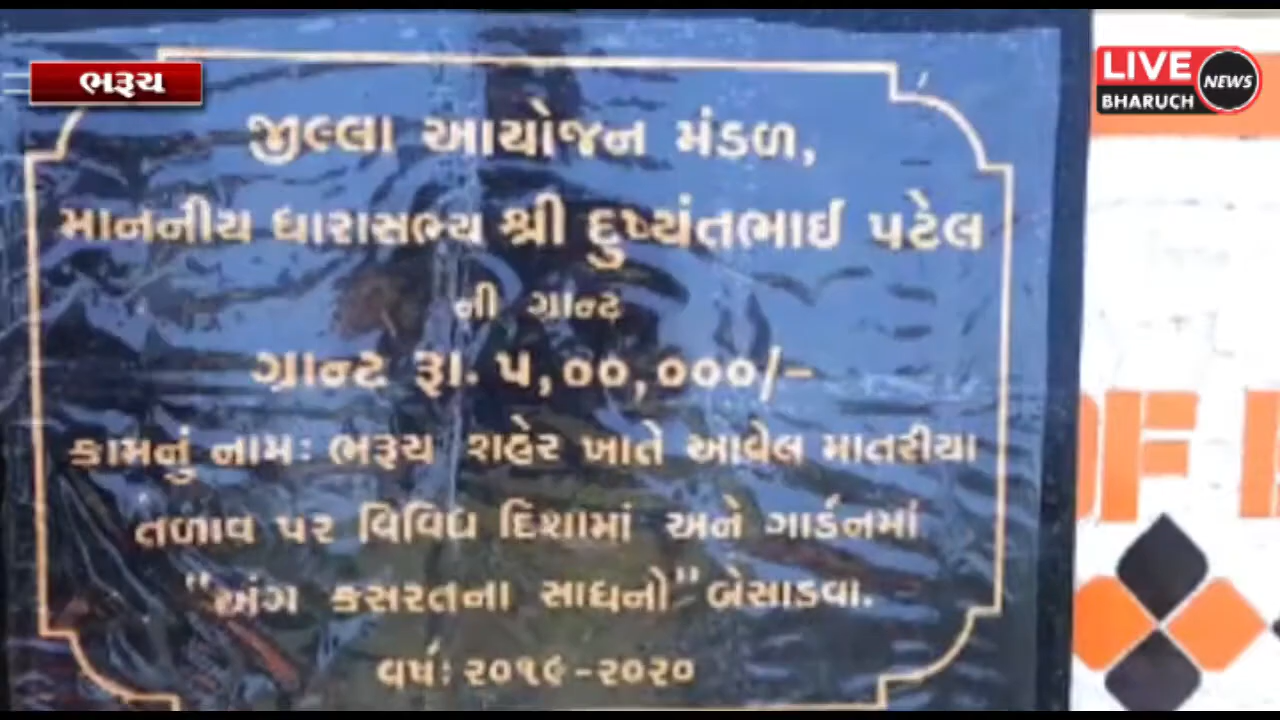 ભરૂચ
LIVE
NEWS
BHARUCH
જીલ્લા આયોજન મંડળ,
માનનીય ધારાસભ્ય શ્રી દુષ્યંતભાઈ પટેલ
ની ગ્રાન્ટ
ગ્રાન્ટ રૂા. ૫,૦૦,૦૦૦/-
કામનું નામ: ભરૂચ શહેર ખાતે આવેલ માતરીયા
તળાવ પર વિવિધ દિશામાં અને ગાર્ડનમાં
"અંગ કસરતના સાધનો" બેસાડવા.
વર્ષ: ૨૦૧૯-૨૦૨૦
OF